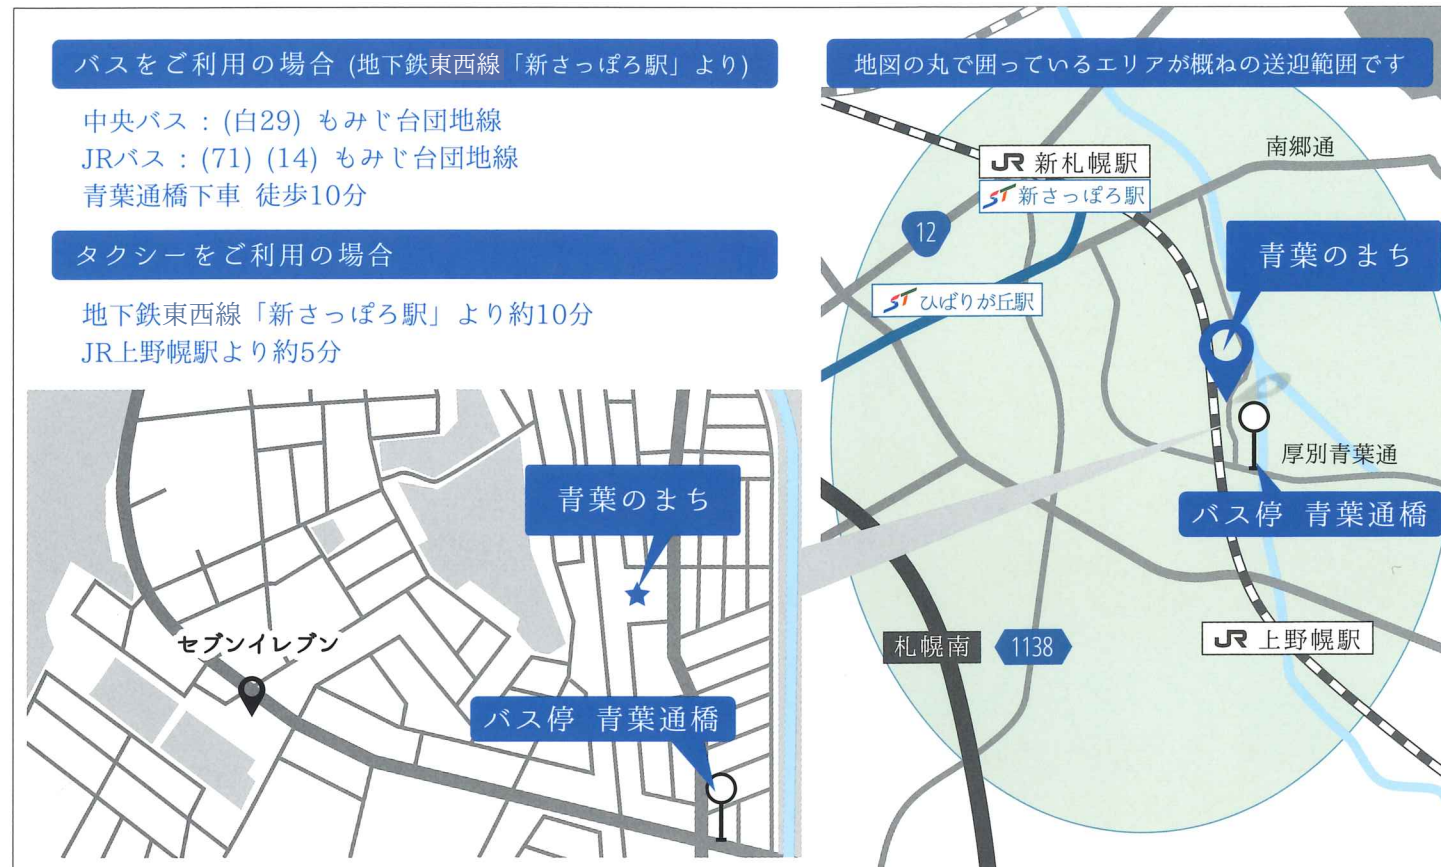 バスをご利用の場合 (地下鉄東西線「新さっぽろ駅」より)
中央バス : (白29) もみじ台団地線
JRバス : (71) (14) もみじ台団地線
青葉通橋下車 徒歩10分
タクシーをご利用の場合
地下鉄東西線「新さっぽろ駅」より約10分
JR上野幌駅より約5分
青葉のまち
セブンイレブン
バス停 青葉通橋
地図の丸で囲っているエリアが概ねの送迎範囲です
南郷通
JR 新札幌駅
ST 新さっぽろ駅
12
青葉のまち
ST ひばりが丘駅
厚別青葉通
バス停 青葉通橋
JR 上野幌駅
札幌南
1138